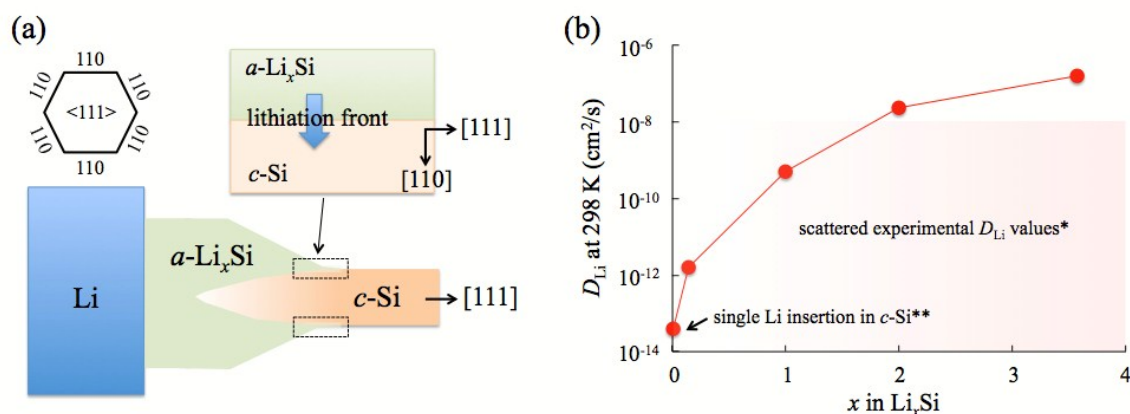 (a)
110
110
110
<111>
110
110
110
a-LiₓSi
lithiation front
[111]
c-Si
[110]
Li
a-LiₓSi
c-Si
[111]
(b)
D_Li at 298 K (cm²/s)
10⁻⁶
10⁻⁸
10⁻¹⁰
10⁻¹²
10⁻¹⁴
scattered experimental D_Li values*
single Li insertion in c-Si**
0
1
2
3
4
x in LiₓSi